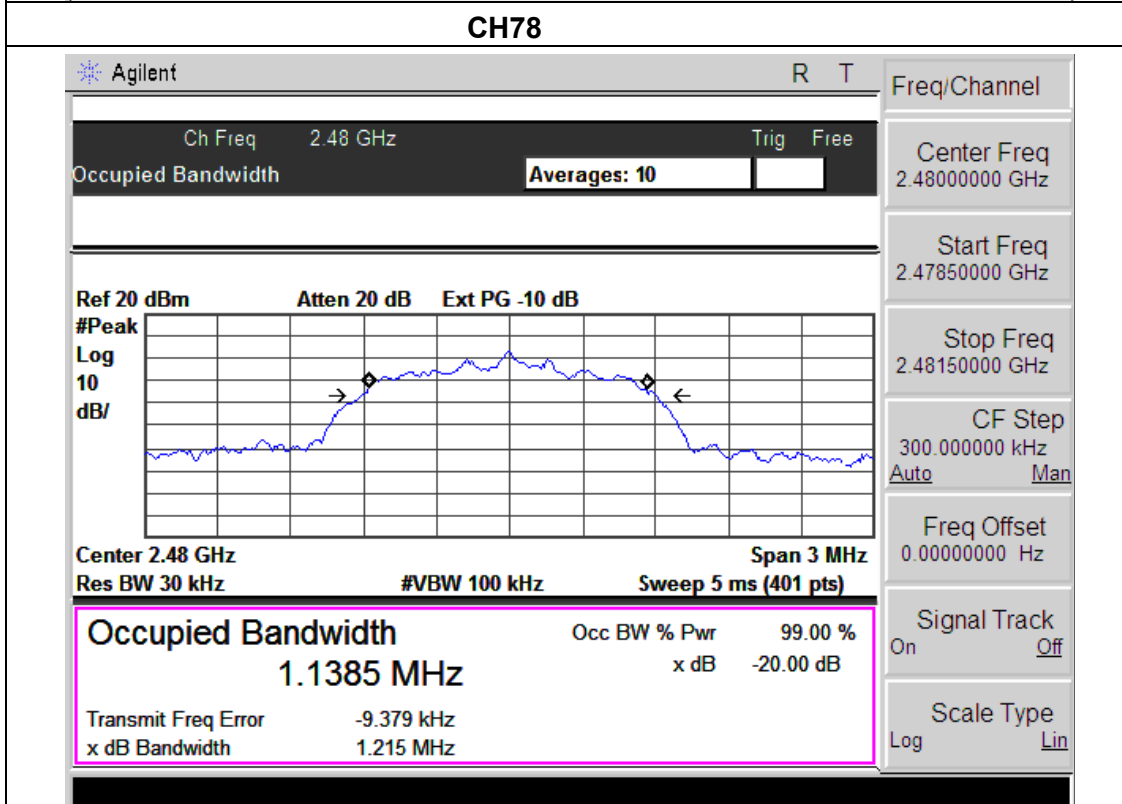 CH78
Agilent R T
Ch Freq 2.48 GHz Trig Free
Occupied Bandwidth Averages: 10
Ref 20 dBm Atten 20 dB Ext PG -10 dB
#Peak
Log
10
dB/
Center 2.48 GHz Span 3 MHz
Res BW 30 kHz #VBW 100 kHz Sweep 5 ms (401 pts)
Occupied Bandwidth Occ BW % Pwr 99.00 %
1.1385 MHz x dB -20.00 dB
Transmit Freq Error -9.379 kHz
x dB Bandwidth 1.215 MHz
Freq/Channel
Center Freq
2.48000000 GHz
Start Freq
2.47850000 GHz
Stop Freq
2.48150000 GHz
CF Step
300.000000 kHz
Auto Man
Freq Offset
0.00000000 Hz
Signal Track
On Off
Scale Type
Log Lin